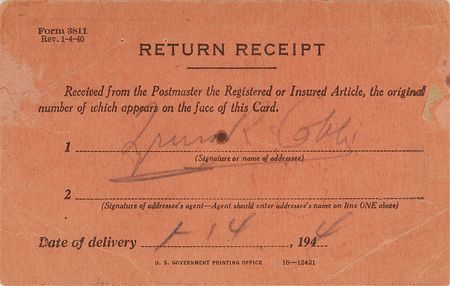 Form 3811
Rev. 1-4-40
RETURN RECEIPT
Received from the Postmaster the Registered or Insured Article, the original
number of which appears on the face of this Card.
Cobb
1
(Signature or name of addressee)
2
(Signature of addressee's agent—Agent should enter addressee's name on line ONE above)
Date of delivery 1-14, 1944
U. S. GOVERNMENT PRINTING OFFICE 16—12421